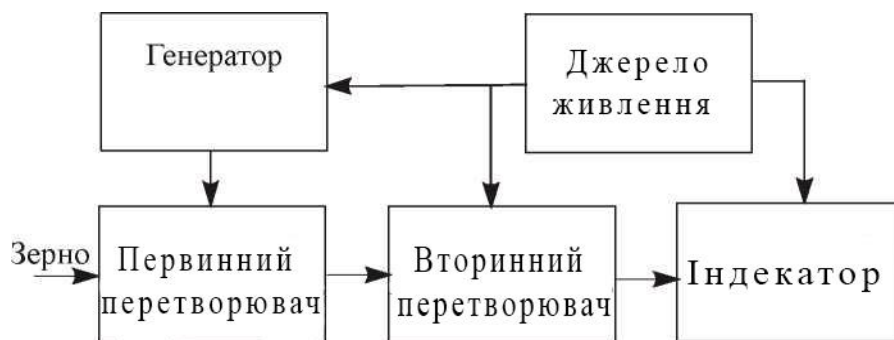 Генератор
Джерело
живлення
Зерно
Первинний
перетворювач
Вторинний
перетворювач
Індекатор